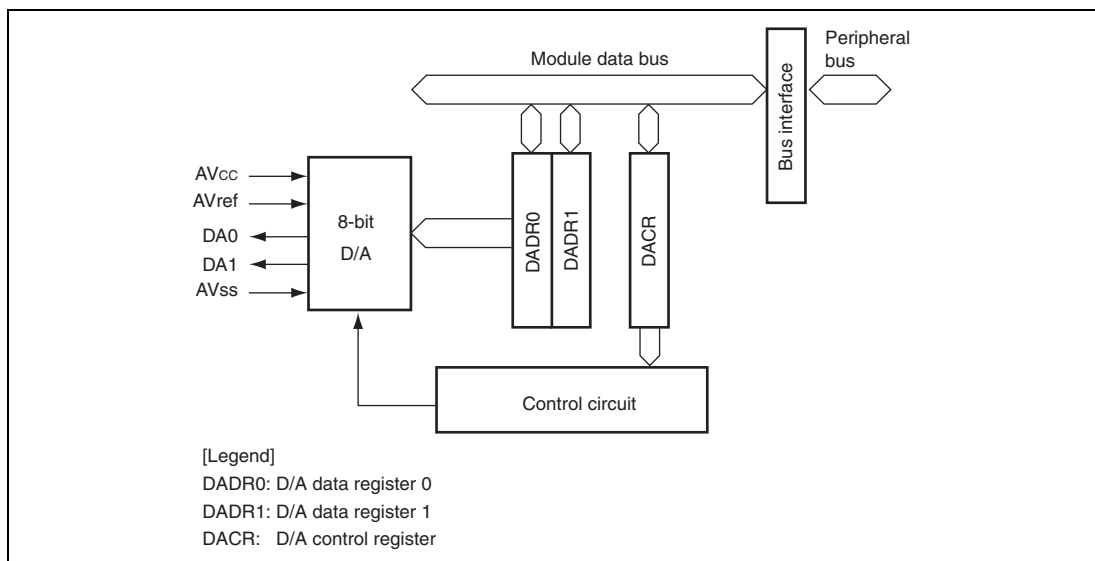 Module data bus
Peripheral
bus
Bus interface
AVcc
AVref
DA0
DA1
AVss
8-bit
D/A
DADR0
DADR1
DACR
Control circuit
[Legend]
DADR0: D/A data register 0
DADR1: D/A data register 1
DACR: D/A control register